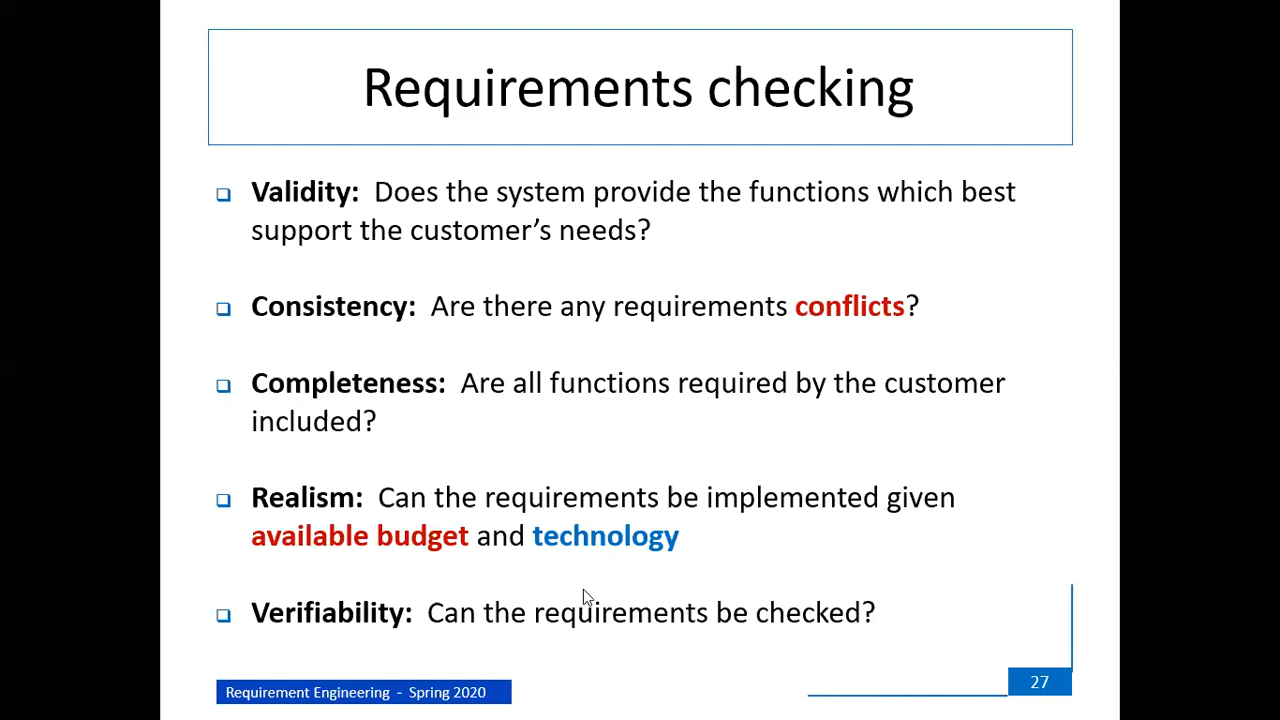 Requirements checking
Validity: Does the system provide the functions which best
support the customer’s needs?
Consistency: Are there any requirements conflicts?
Completeness: Are all functions required by the customer
included?
Realism: Can the requirements be implemented given
available budget and technology
Verifiability: Can the requirements be checked?
Requirement Engineering - Spring 2020
27